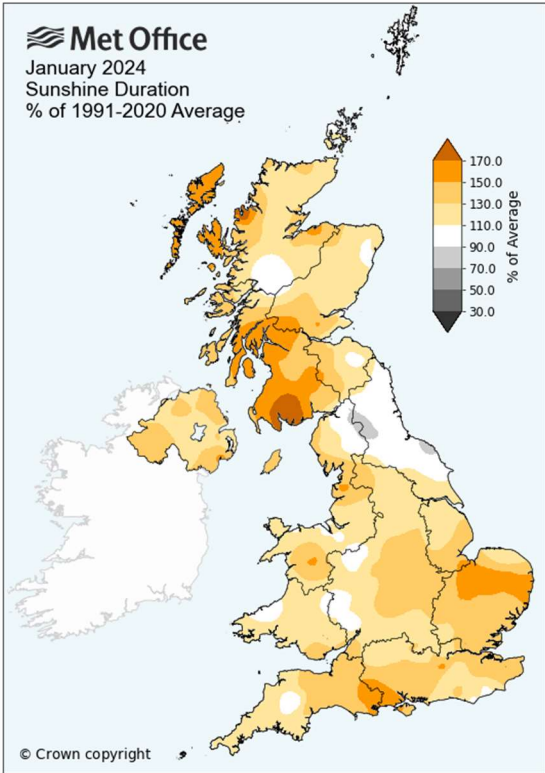 Met Office
January 2024
Sunshine Duration
% of 1991-2020 Average
170.0
150.0
130.0
110.0
90.0
70.0
50.0
30.0
% of Average
© Crown copyright